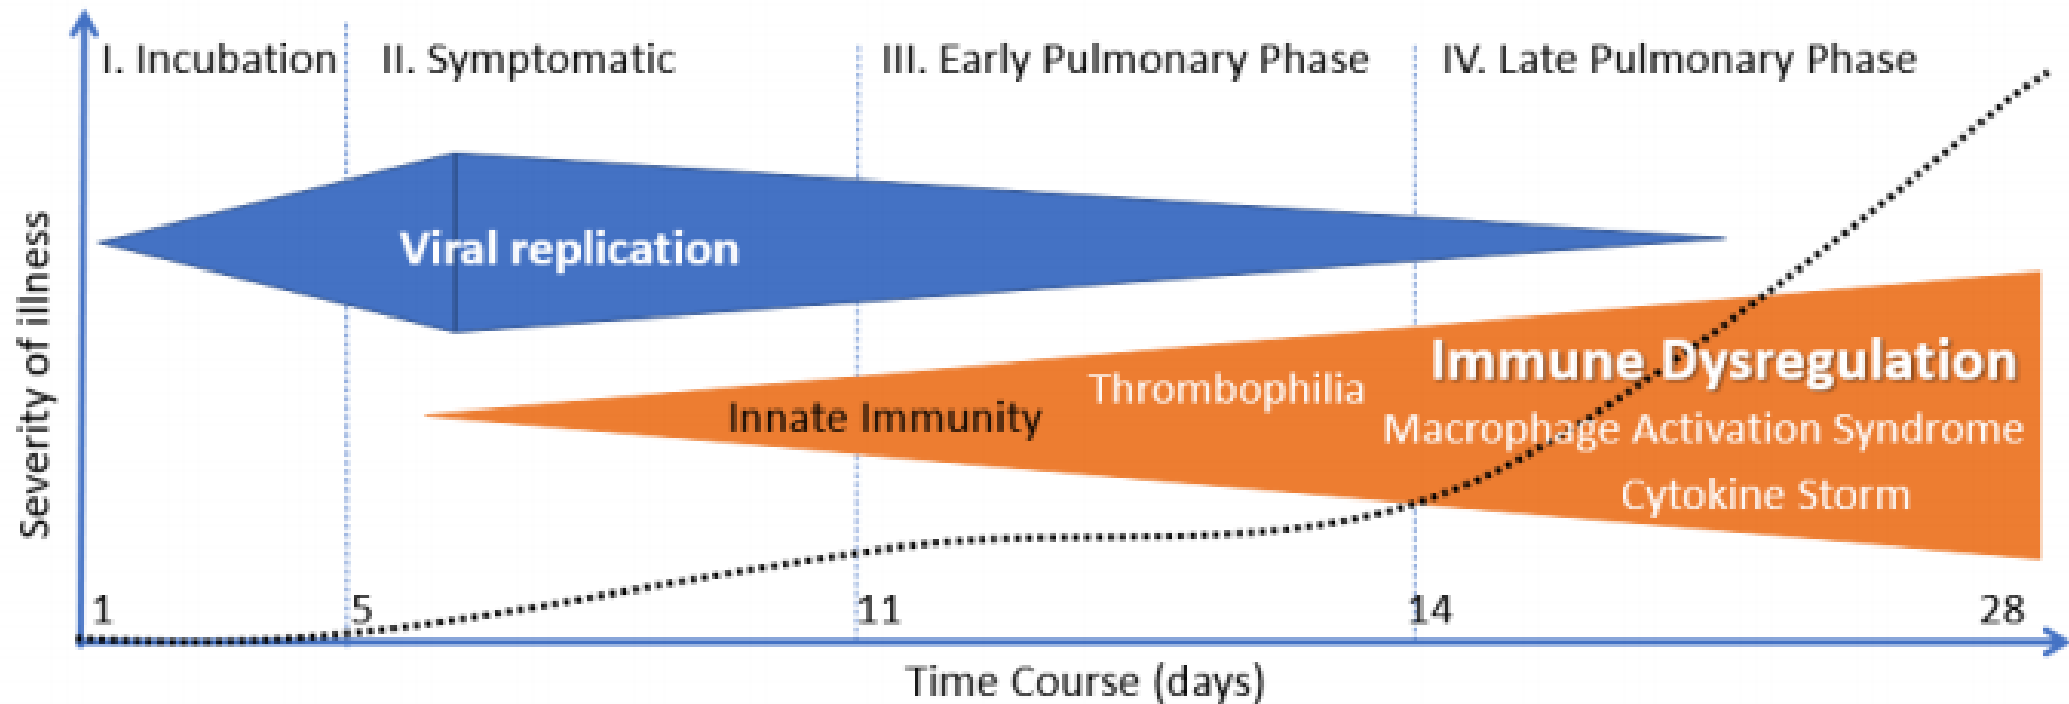 I. Incubation
II. Symptomatic
III. Early Pulmonary Phase
IV. Late Pulmonary Phase
Severity of illness
Viral replication
Innate Immunity
Thrombophilia
Immune Dysregulation
Macrophage Activation Syndrome
Cytokine Storm
1
5
11
14
28
Time Course (days)